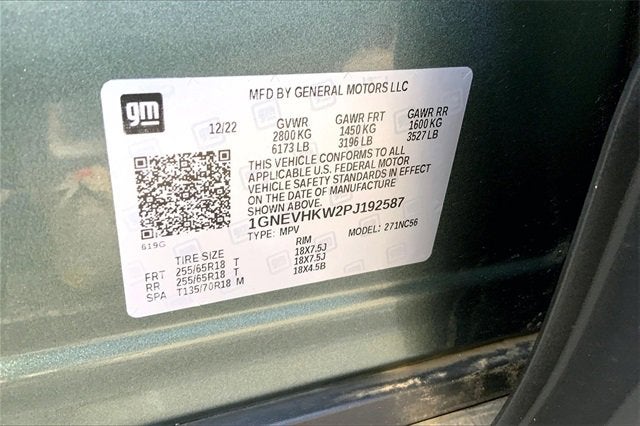 gm
MFD BY GENERAL MOTORS LLC
12/22 GVWR GAWR FRT GAWR RR
2800 KG 1450 KG 1600 KG
6173 LB 3196 LB 3527 LB
THIS VEHICLE CONFORMS TO ALL
APPLICABLE U.S. FEDERAL MOTOR
VEHICLE SAFETY STANDARDS IN EFFECT
ON THE DATE OF MANUFACTURE
SHOWN ABOVE.
1GNEVHKW2PJ192587
TYPE: MPV MODEL: 271NC56
619G
TIRE SIZE RIM
FRT 255/65R18 T 18X7.5J
RR 255/65R18 T 18X7.5J
SPA T135/70R18 M 18X4.5B